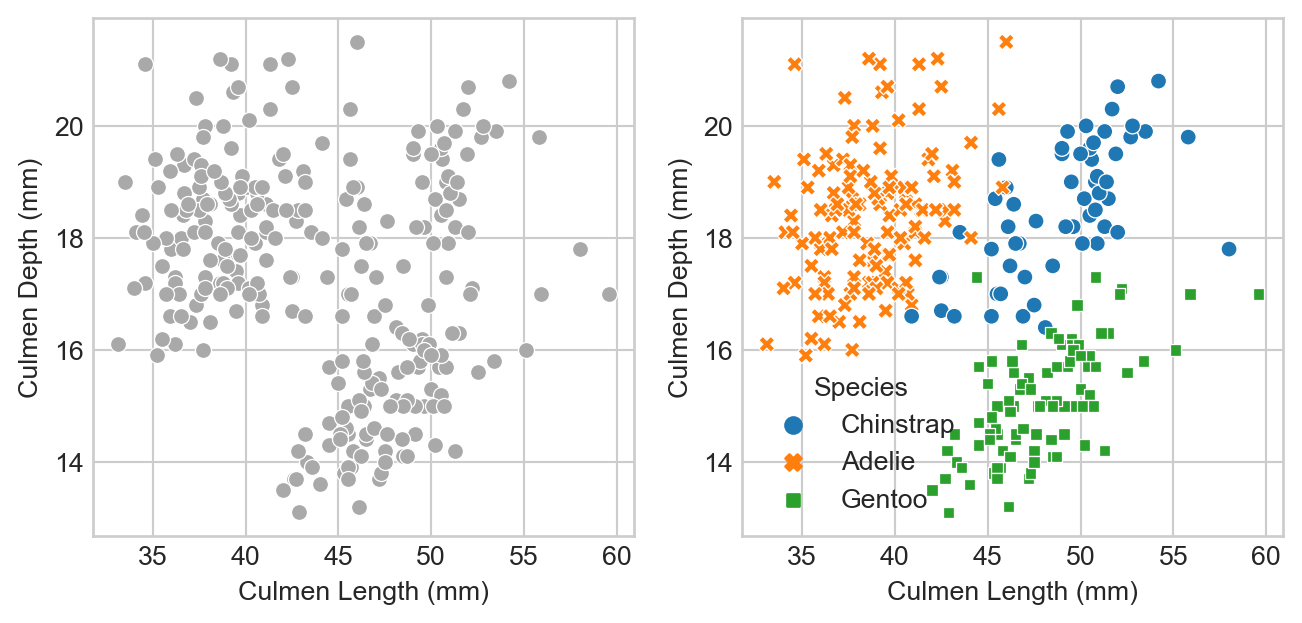 20
18
16
14
Culmen Depth (mm)
35 40 45 50 55 60
Culmen Length (mm)
20
18
16
14
Culmen Depth (mm)
Species
Chinstrap
Adelie
Gentoo
35 40 45 50 55 60
Culmen Length (mm)